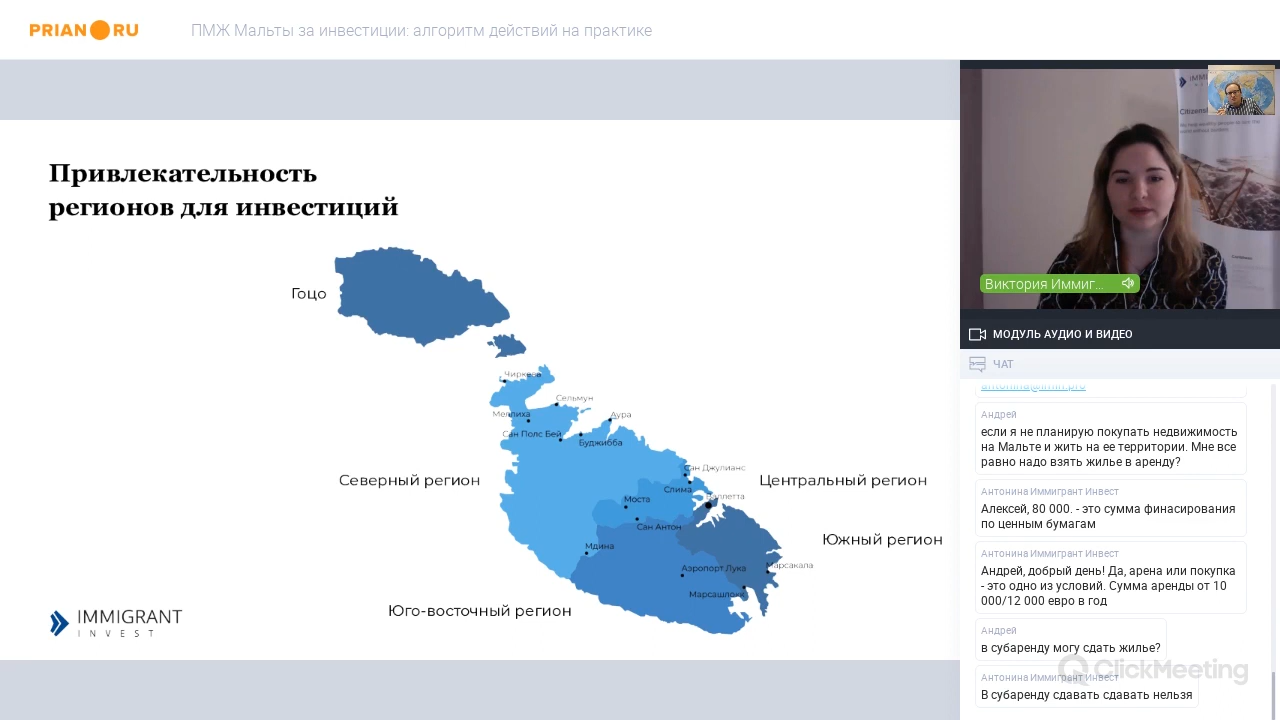 PRIAN.RU
ПМЖ Мальты за инвестиции: алгоритм действий на практике
Привлекательность
регионов для инвестиций
Гоцо
Чиркевв
Сельмун
Меллиха
Аура
Сан Полс Бей
Буджибба
Сан Джулианс
Северный регион
Центральный регион
Слима
Валлетта
Моста
Сан Антон
Южный регион
Мдина
Аэропорт Лука
Марсакала
Марсашлокк
Юго-восточный регион
IMMIGRANT
INVEST
Виктория Иммиг...
МОДУЛЬ АУДИО И ВИДЕО
ЧАТ
antonina@imin.pro
Андрей
если я не планирую покупать недвижимость
на Мальте и жить на ее территории. Мне все
равно надо взять жилье в аренду?
Антонина Иммигрант Инвест
Алексей, 80 000. - это сумма финасирования
по ценным бумагам
Антонина Иммигрант Инвест
Андрей, добрый день! Да, арена или покупка
- это одно из условий. Сумма аренды от 10
000/12 000 евро в год
Андрей
в субаренду могу сдать жилье?
Антонина Иммигрант Инвест
В субаренду сдавать сдавать нельзя
ClickMeeting